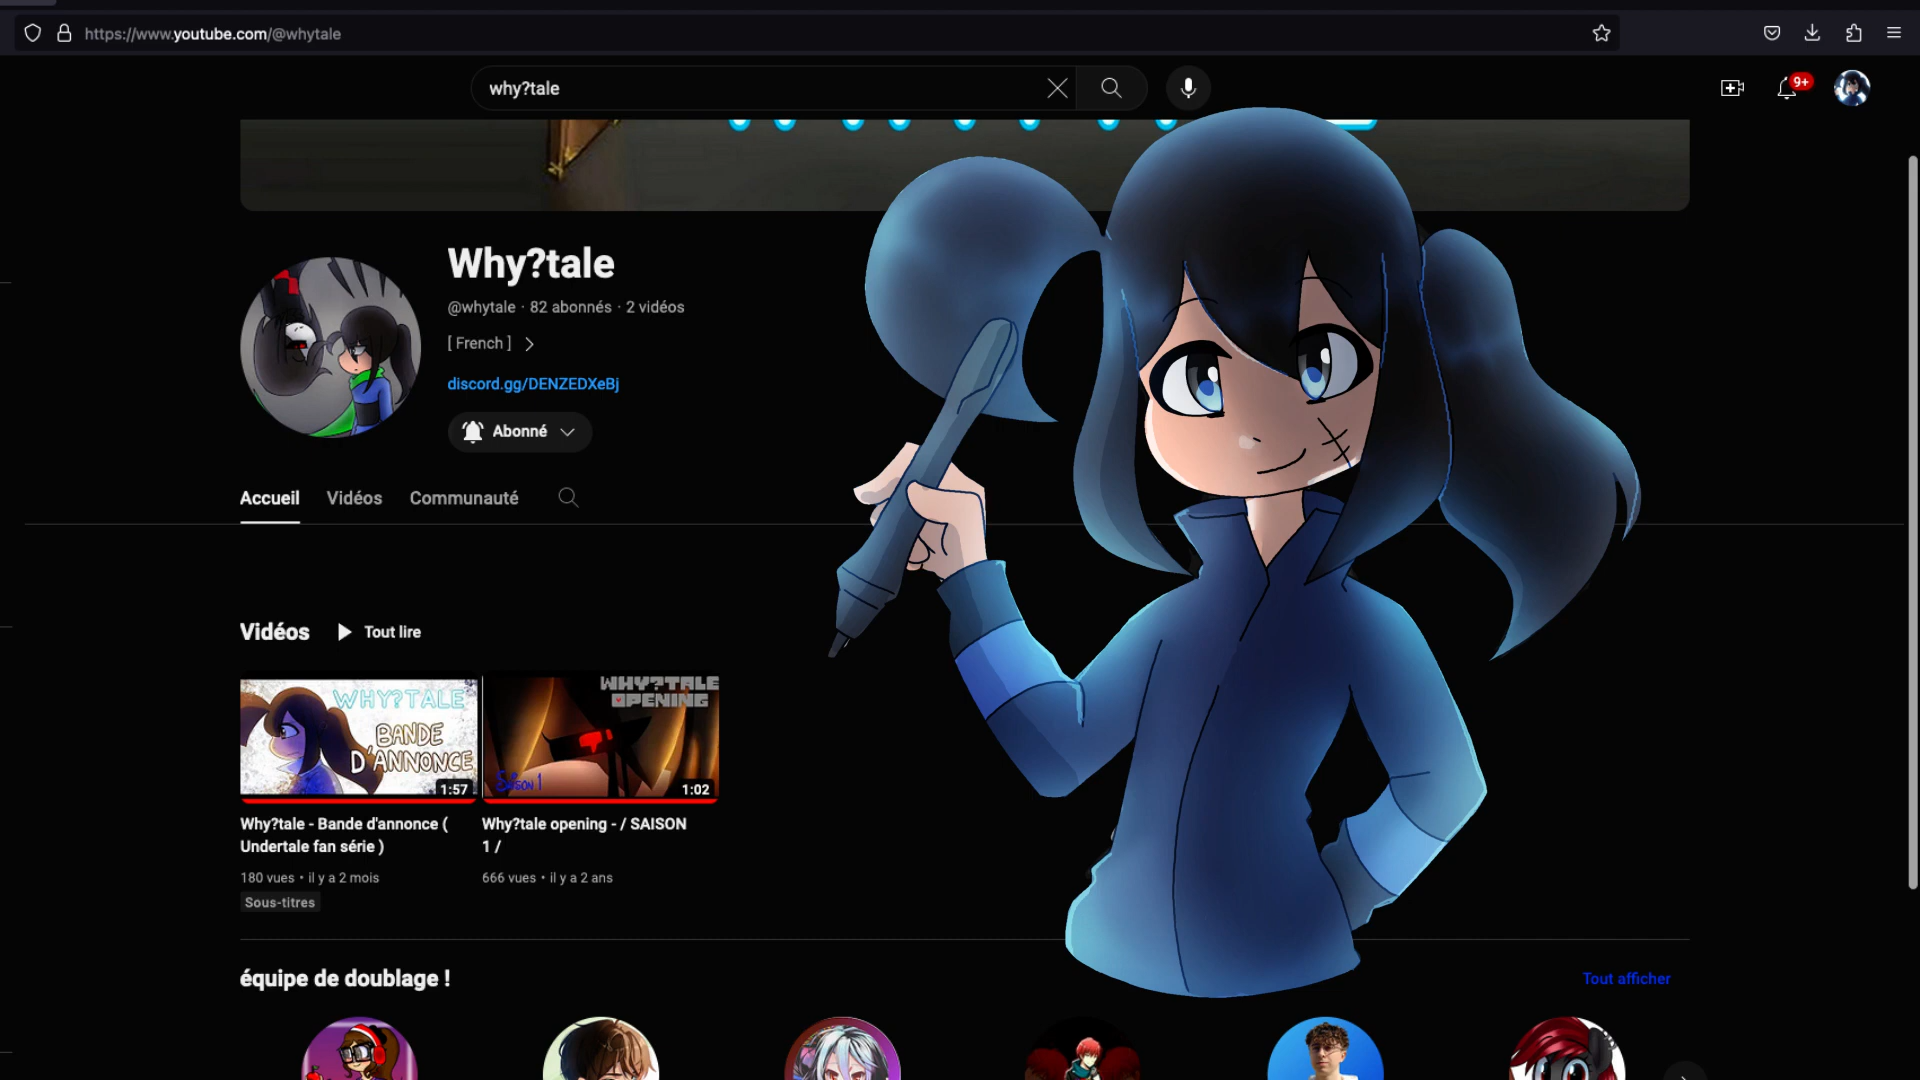 https://www.youtube.com/@whytale
why?tale
9+
Why?tale
@whytale · 82 abonnés · 2 vidéos
[ French ]
discord.gg/DENZEDXeBj
Abonné
Accueil Vidéos Communauté
Vidéos Tout lire
WHY?TALE
BANDE
D'ANNONCE
1:57
WHY?TALE
OPENING
SAISON 1
1:02
Why?tale - Bande d'annonce (
Undertale fan série )
180 vues • il y a 2 mois
Sous-titres
Why?tale opening - / SAISON
1 /
666 vues • il y a 2 ans
équipe de doublage !
Tout afficher